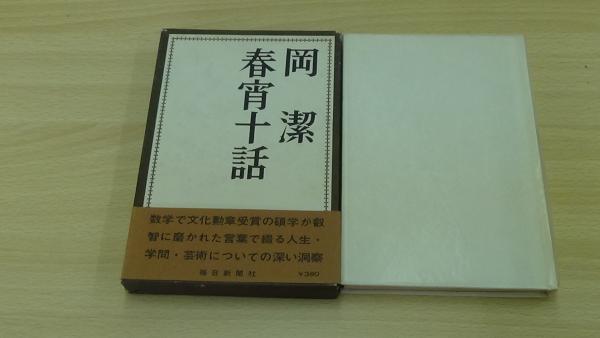 岡 潔
春宵十話
数学で文化勲章受賞の碩学が叡
智に磨かれた言葉で綴る人生・
学問・芸術についての深い洞察
毎日新聞社 ¥380